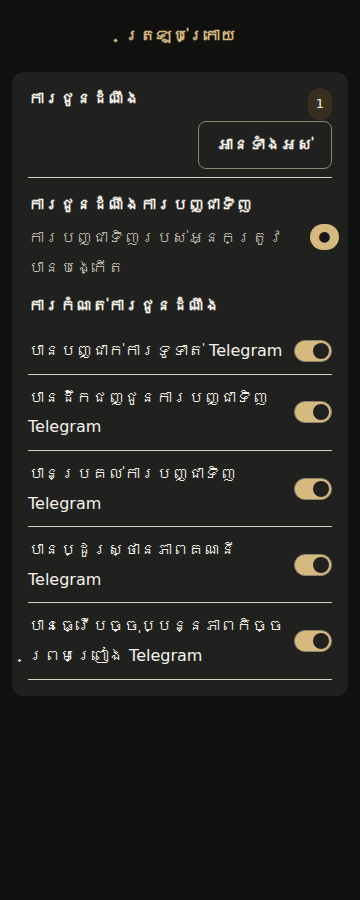 ត្រឡប់ក្រោយ
ការជូនដំណឹង
1
អានទាំងអស់
ការជូនដំណឹងការបញ្ជាទិញ
ការបញ្ជាទិញរបស់អ្នកត្រូវ
បានបង្កើត
ការកំណត់ការជូនដំណឹង
បានបញ្ជាក់ការទូទាត់ Telegram
បានដឹកជញ្ជូនការបញ្ជាទិញ
Telegram
បានប្រគល់ការបញ្ជាទិញ
Telegram
បានប្ដូរស្ថានភាពគណនី
Telegram
បានធ្វើបច្ចុប្បន្នភាពកិច្ច
ព្រមព្រៀង Telegram